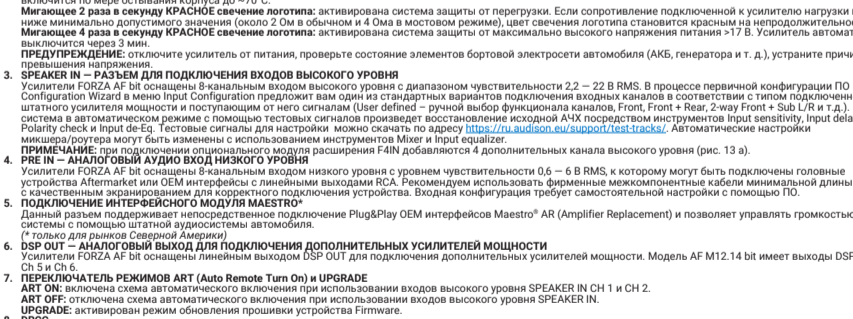 включится по мере остывания корпуса до ~70°C.
Мигающее 2 раза в секунду КРАСНОЕ свечение логотипа: активирована система защиты от перегрузки. Если сопротивление подключенной к усилителю нагрузки
ниже минимально допустимого значения (около 2 Ом в обычном и 4 Ома в мостовом режиме), цвет свечения логотипа становится красным на непродолжительно
Мигающее 4 раза в секунду КРАСНОЕ свечение логотипа: активирована система защиты от максимально высокого напряжения питания >17 В. Усилитель автомат
выключится через 3 мин.
ПРЕДУПРЕЖДЕНИЕ: отключите усилитель от питания, проверьте состояние элементов бортовой электросети автомобиля (АКБ, генератора и т. д.), устраните причи
превышения напряжения.
3. SPEAKER IN — РАЗЪЕМ ДЛЯ ПОДКЛЮЧЕНИЯ ВХОДОВ ВЫСОКОГО УРОВНЯ
Усилители FORZA AF bit оснащены 8-канальным входом высокого уровня с диапазоном чувствительности 2,2 — 22 В RMS. В процессе первичной конфигурации ПО
Configuration Wizard в меню Input Configuration предложит вам один из стандартных вариантов подключения входных каналов в соответствии с типом подключенн
штатного усилителя мощности и поступающим от него сигналам (User defined – ручной выбор функционала каналов, Front, Front + Rear, 2-way Front + Sub L/R и т.д.).
система в автоматическом режиме с помощью тестовых сигналов произведет восстановление исходной АЧХ посредством инструментов Input sensitivity, Input dela
Polarity check и Input de-Eq. Тестовые сигналы для настройки можно скачать по адресу https://ru.audison.eu/support/test-tracks/. Автоматические настройки
микшера/роутера могут быть изменены с использованием инструментов Mixer и Input equalizer.
ПРИМЕЧАНИЕ: при подключении опционального модуля расширения F4IN добавляются 4 дополнительных канала высокого уровня (рис. 13 а).
4. PRE IN — АНАЛОГОВЫЙ АУДИО ВХОД НИЗКОГО УРОВНЯ
Усилители FORZA AF bit оснащены 8-канальным входом низкого уровня с уровнем чувствительности 0,6 — 6 В RMS, к которому могут быть подключены головные
устройства Aftermarket или OEM интерфейсы с линейными выходами RCA. Рекомендуем использовать фирменные межкомпонентные кабели минимальной длины
с качественным экранированием для корректного подключения устройства. Входная конфигурация требует самостоятельной настройки с помощью ПО.
5. ПОДКЛЮЧЕНИЕ ИНТЕРФЕЙСНОГО МОДУЛЯ MAESTRO*
Данный разъем поддерживает непосредственное подключение Plug&Play OEM интерфейсов Maestro® AR (Amplifier Replacement) и позволяет управлять громкостью
системы с помощью штатной аудиосистемы автомобиля.
(* только для рынков Северной Америки)
6. DSP OUT — АНАЛОГОВЫЙ ВЫХОД ДЛЯ ПОДКЛЮЧЕНИЯ ДОПОЛНИТЕЛЬНЫХ УСИЛИТЕЛЕЙ МОЩНОСТИ
Усилители FORZA AF bit оснащены линейным выходом DSP OUT для подключения дополнительных усилителей мощности. Модель AF M12.14 bit имеет выходы DSP
Ch 5 и Ch 6.
7. ПЕРЕКЛЮЧАТЕЛЬ РЕЖИМОВ ART (Auto Remote Turn On) и UPGRADE
ART ON: включена схема автоматического включения при использовании входов высокого уровня SPEAKER IN CH 1 и CH 2.
ART OFF: отключена схема автоматического включения при использовании входов высокого уровня SPEAKER IN.
UPGRADE: активирован режим обновления прошивки устройства Firmware.